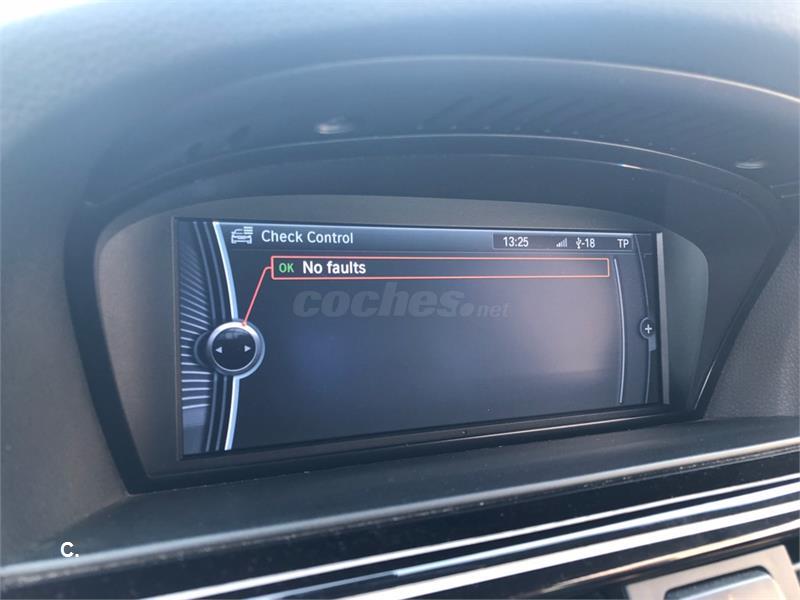 Check Control
13:25
-18
TP
OK No faults
coches.net
+
C.